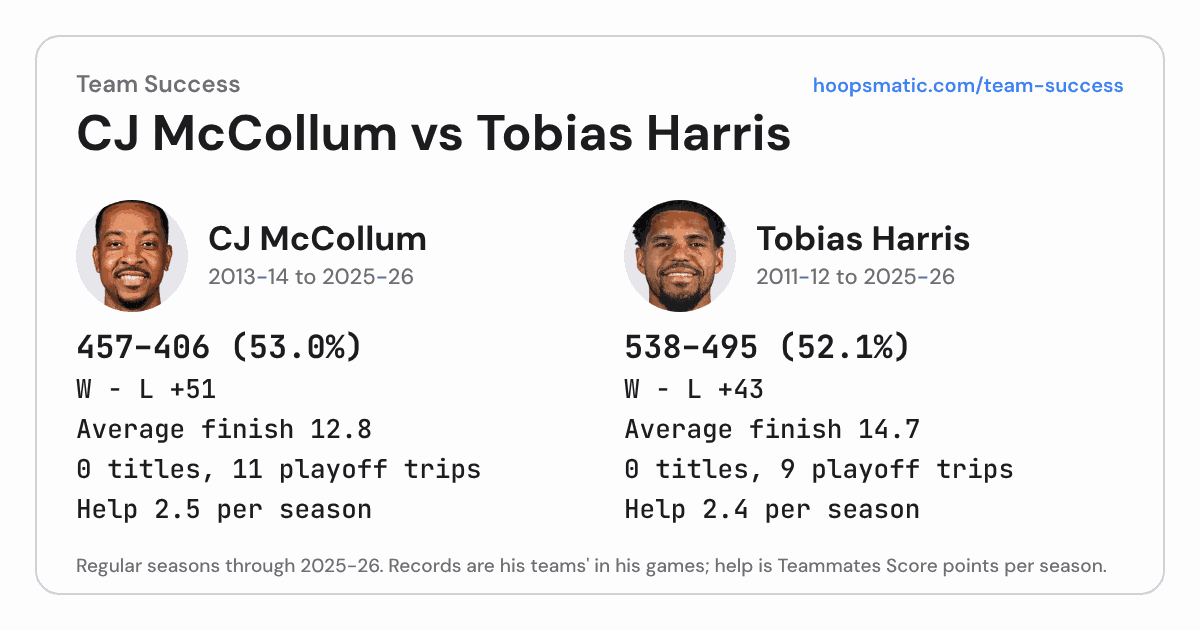 Team Success
hoopsmatic.com/team-success
CJ McCollum vs Tobias Harris
CJ McCollum
2013-14 to 2025-26
457-406 (53.0%)
W - L +51
Average finish 12.8
0 titles, 11 playoff trips
Help 2.5 per season
Tobias Harris
2011-12 to 2025-26
538-495 (52.1%)
W - L +43
Average finish 14.7
0 titles, 9 playoff trips
Help 2.4 per season
Regular seasons through 2025-26. Records are his teams' in his games; help is Teammates Score points per season.